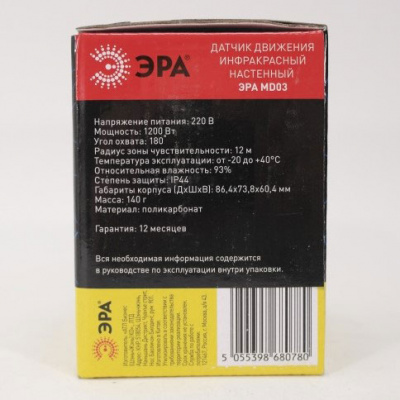 ЭРА
ДАТЧИК ДВИЖЕНИЯ
ИНФРАКРАСНЫЙ
НАСТЕННЫЙ
ЭРА MD03
Напряжение питания: 220 В
Мощность: 1200 Вт
Угол охвата: 180
Радиус зоны чувствительности: 12 м
Температура эксплуатации: от -20 до +40°С
Относительная влажность: 93%
Степень защиты: IP44
Габариты корпуса (ДхШхВ): 86,4х73,8х60,4 мм
Масса: 140 г
Материал: поликарбонат
Гарантия: 12 месяцев
Вся необходимая информация содержится
в руководстве по эксплуатации внутри упаковки.
ЭРА
5 055398 680780